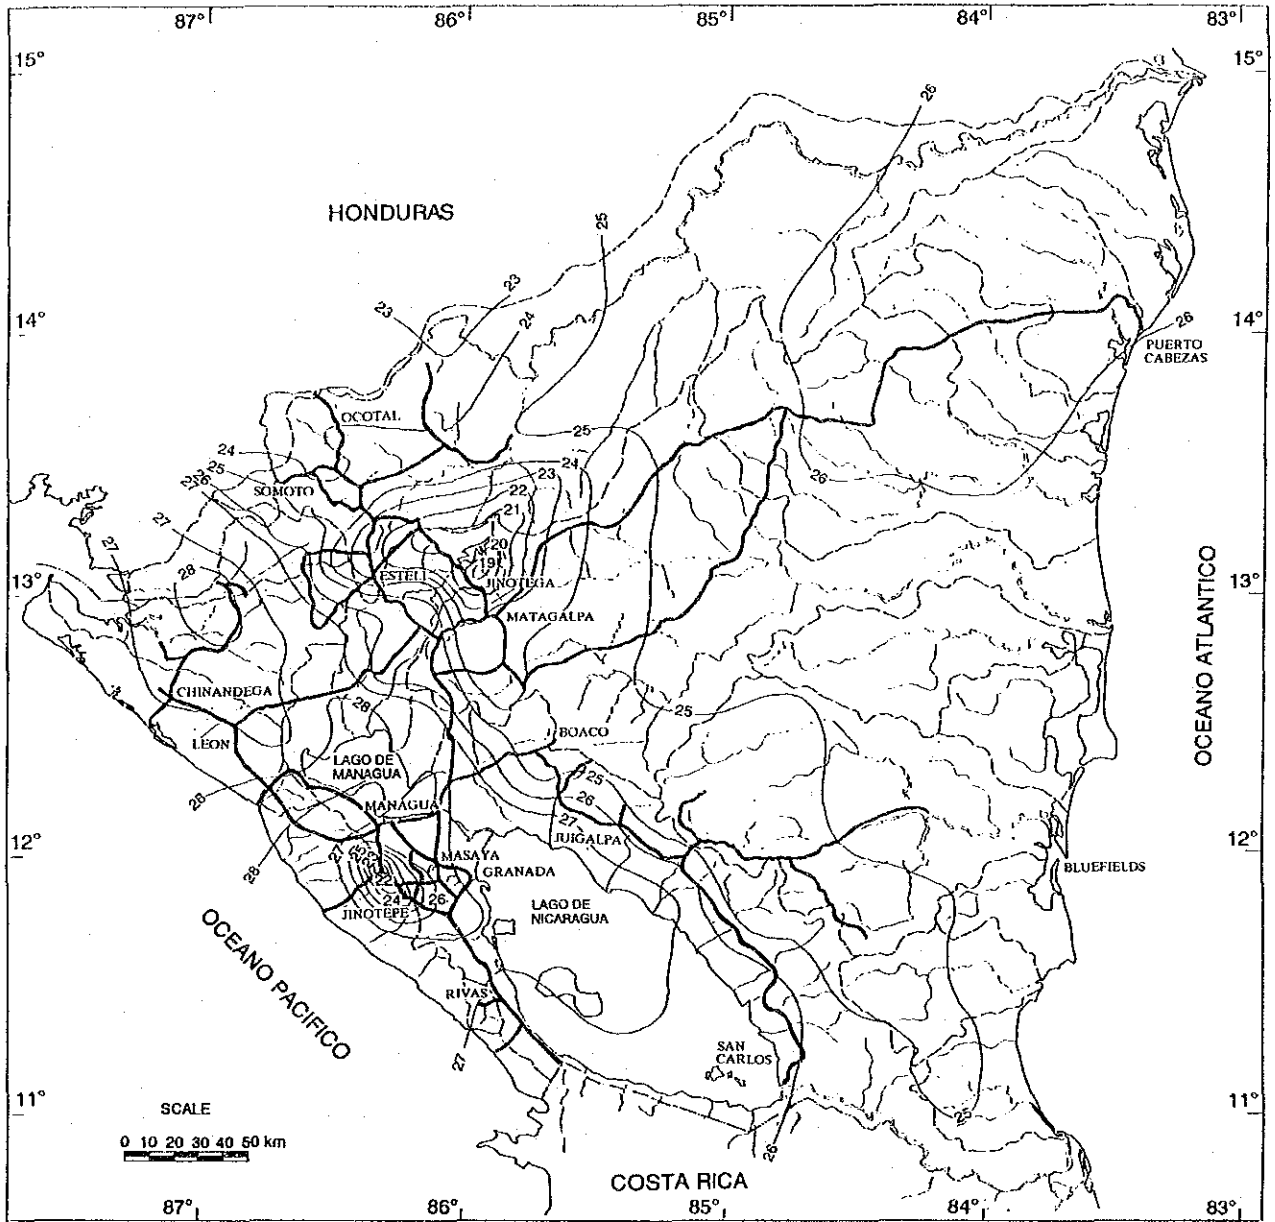 87° 86° 85° 84° 83°
15° 15°
26
HONDURAS
25
23
23
24
14° 14°
26
PUERTO
CABEZAS
OCOTAL
25
24
24
25
23
26
SOMOTO
22
26
21
27
27
20
19
28
ESTELI
JINOTEGA
13° 13°
MATAGALPA
OCEANO ATLANTICO
CHINANDEGA
28
25
LEON
BOACO
LAGO DE
MANAGUA
25
28
26
MANAGUA
27
JUIGALPA
12° 12°
MASAYA
GRANADA
BLUEFIELDS
27
22
28
24
26
JINOTEPE
LAGO DE
NICARAGUA
OCEANO PACIFICO
RIVAS
27
SAN
CARLOS
11° 11°
25
SCALE
0 10 20 30 40 50 km
26
COSTA RICA
87° 86° 85° 84° 83°